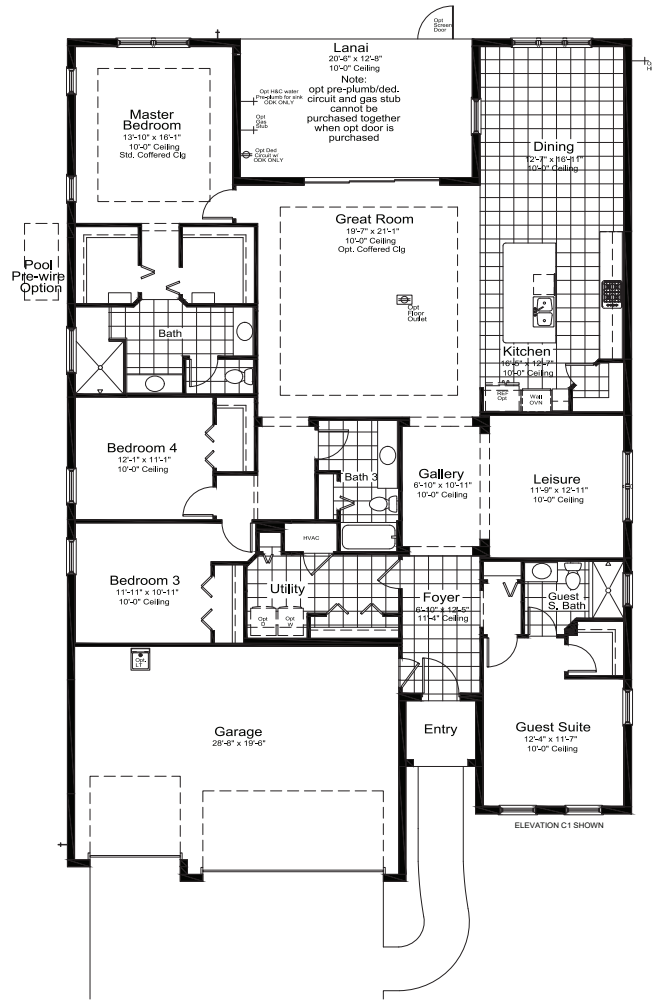 Opt
Screen
Door
Lanai
20'-6" x 12'-8"
10'-0" Ceiling
Note:
opt pre-plumb/ded.
circuit and gas stub
cannot be
purchased together
when opt door is
purchased
Opt H&C water
Pre-plumb for sink
ODK ONLY
Opt
Gas
Stub
Opt Ded
Circuit w/
ODK ONLY
Master
Bedroom
13'-10" x 16'-1"
10'-0" Ceiling
Std. Coffered Clg
Dining
12'-7" x 16'-11"
10'-0" Ceiling
Great Room
19'-7" x 21'-1"
10'-0" Ceiling
Opt. Coffered Clg
Pool
Pre-wire
Option
Opt
Floor
Outlet
Bath
Kitchen
16'-5" x 12'-7"
10'-0" Ceiling
REF
Opt
Wall
OVN
Bedroom 4
12'-1" x 11'-1"
10'-0" Ceiling
Bath 3
Gallery
6'-10" x 10'-11"
10'-0" Ceiling
Leisure
11'-9" x 12'-11"
10'-0" Ceiling
HVAC
Bedroom 3
11'-11" x 10'-11"
10'-0" Ceiling
Utility
Opt
D
Opt
W
Foyer
6'-10" x 12'-5"
11'-4" Ceiling
Guest
S. Bath
Opt.
LT
Garage
28'-8" x 19'-6"
Entry
Guest Suite
12'-4" x 11'-7"
10'-0" Ceiling
ELEVATION C1 SHOWN